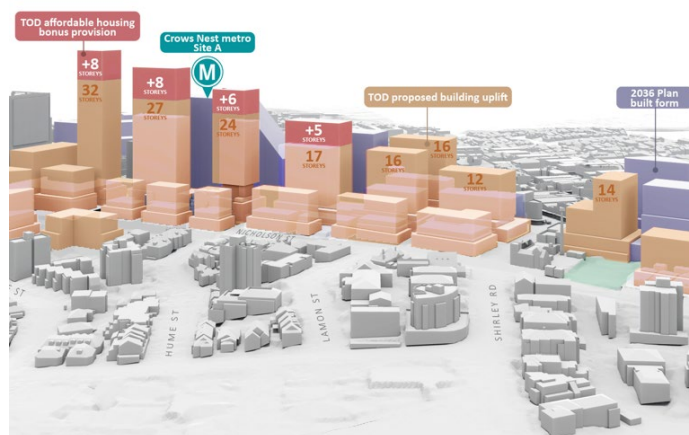 TOD affordable housing
bonus provision
Crows Nest metro
Site A
M
+8
STOREYS
32
STOREYS
+8
STOREYS
27
STOREYS
+6
STOREYS
24
STOREYS
+5
STOREYS
17
STOREYS
TOD proposed building uplift
2036 Plan
built form
16
STOREYS
16
STOREYS
12
STOREYS
14
STOREYS
NICHOLSON
ST
HUME ST
LAMON ST
SHIRLEY RD